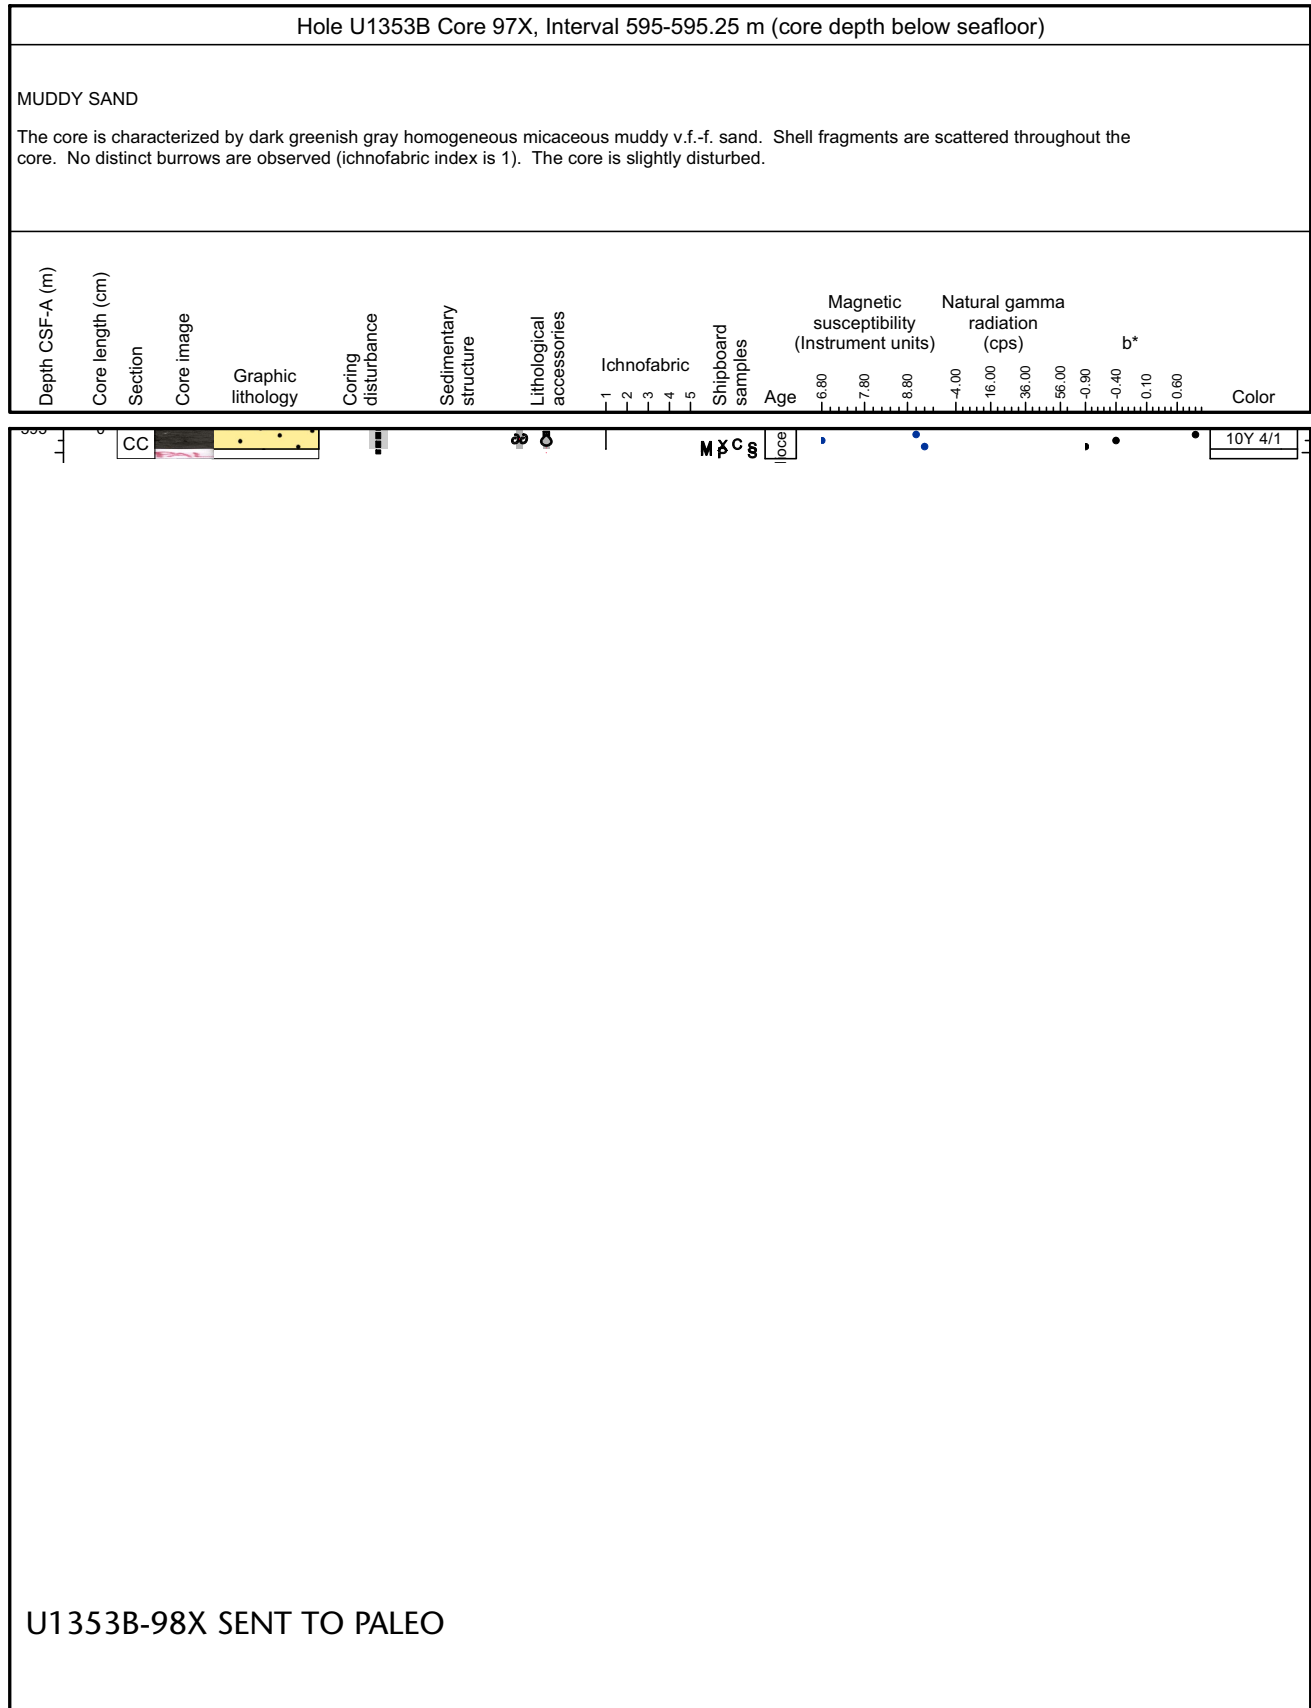 Hole U1353B Core 97X, Interval 595-595.25 m (core depth below seafloor)
MUDDY SAND
The core is characterized by dark greenish gray homogeneous micaceous muddy v.f.-f. sand. Shell fragments are scattered throughout the
core. No distinct burrows are observed (ichnofabric index is 1). The core is slightly disturbed.
Depth CSF-A (m)
Core length (cm)
Section
Core image
Graphic
lithology
Coring
disturbance
Sedimentary
structure
Lithological
accessories
Ichnofabric
1 2 3 4 5
Shipboard
samples
Age
Magnetic
susceptibility
(Instrument units)
6.80 7.80 8.80
Natural gamma
radiation
(cps)
-4.00 16.00 36.00 56.00
b*
-0.90 -0.40 0.10 0.60
Color
CC
C
10Y 4/1
U1353B-98X SENT TO PALEO